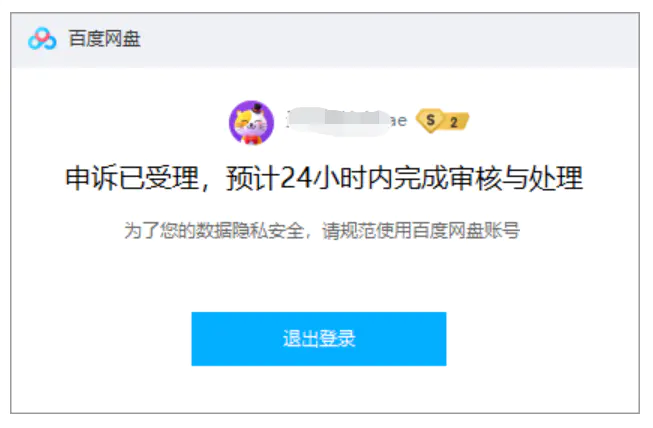 百度网盘
ae S 2
申诉已受理，预计24小时内完成审核与处理
为了您的数据隐私安全，请规范使用百度网盘账号
退出登录